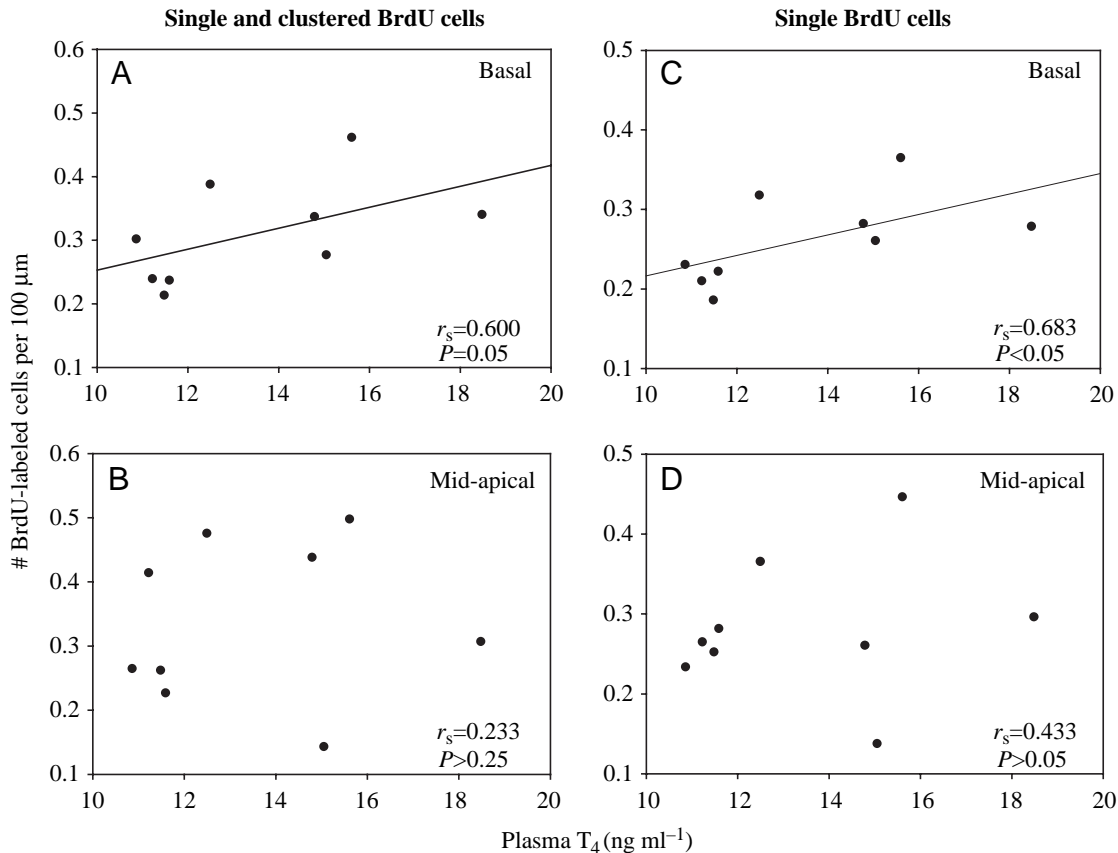 Single and clustered BrdU cells
Single BrdU cells
# BrdU-labeled cells per 100 µm
A
Basal
0.6
0.5
0.4
0.3
0.2
0.1
rs=0.600
P=0.05
10 12 14 16 18 20
C
Basal
0.5
0.4
0.3
0.2
0.1
rs=0.683
P<0.05
10 12 14 16 18 20
B
Mid-apical
0.6
0.5
0.4
0.3
0.2
0.1
rs=0.233
P>0.25
10 12 14 16 18 20
D
Mid-apical
0.5
0.4
0.3
0.2
0.1
rs=0.433
P>0.05
10 12 14 16 18 20
Plasma T4 (ng ml–1)